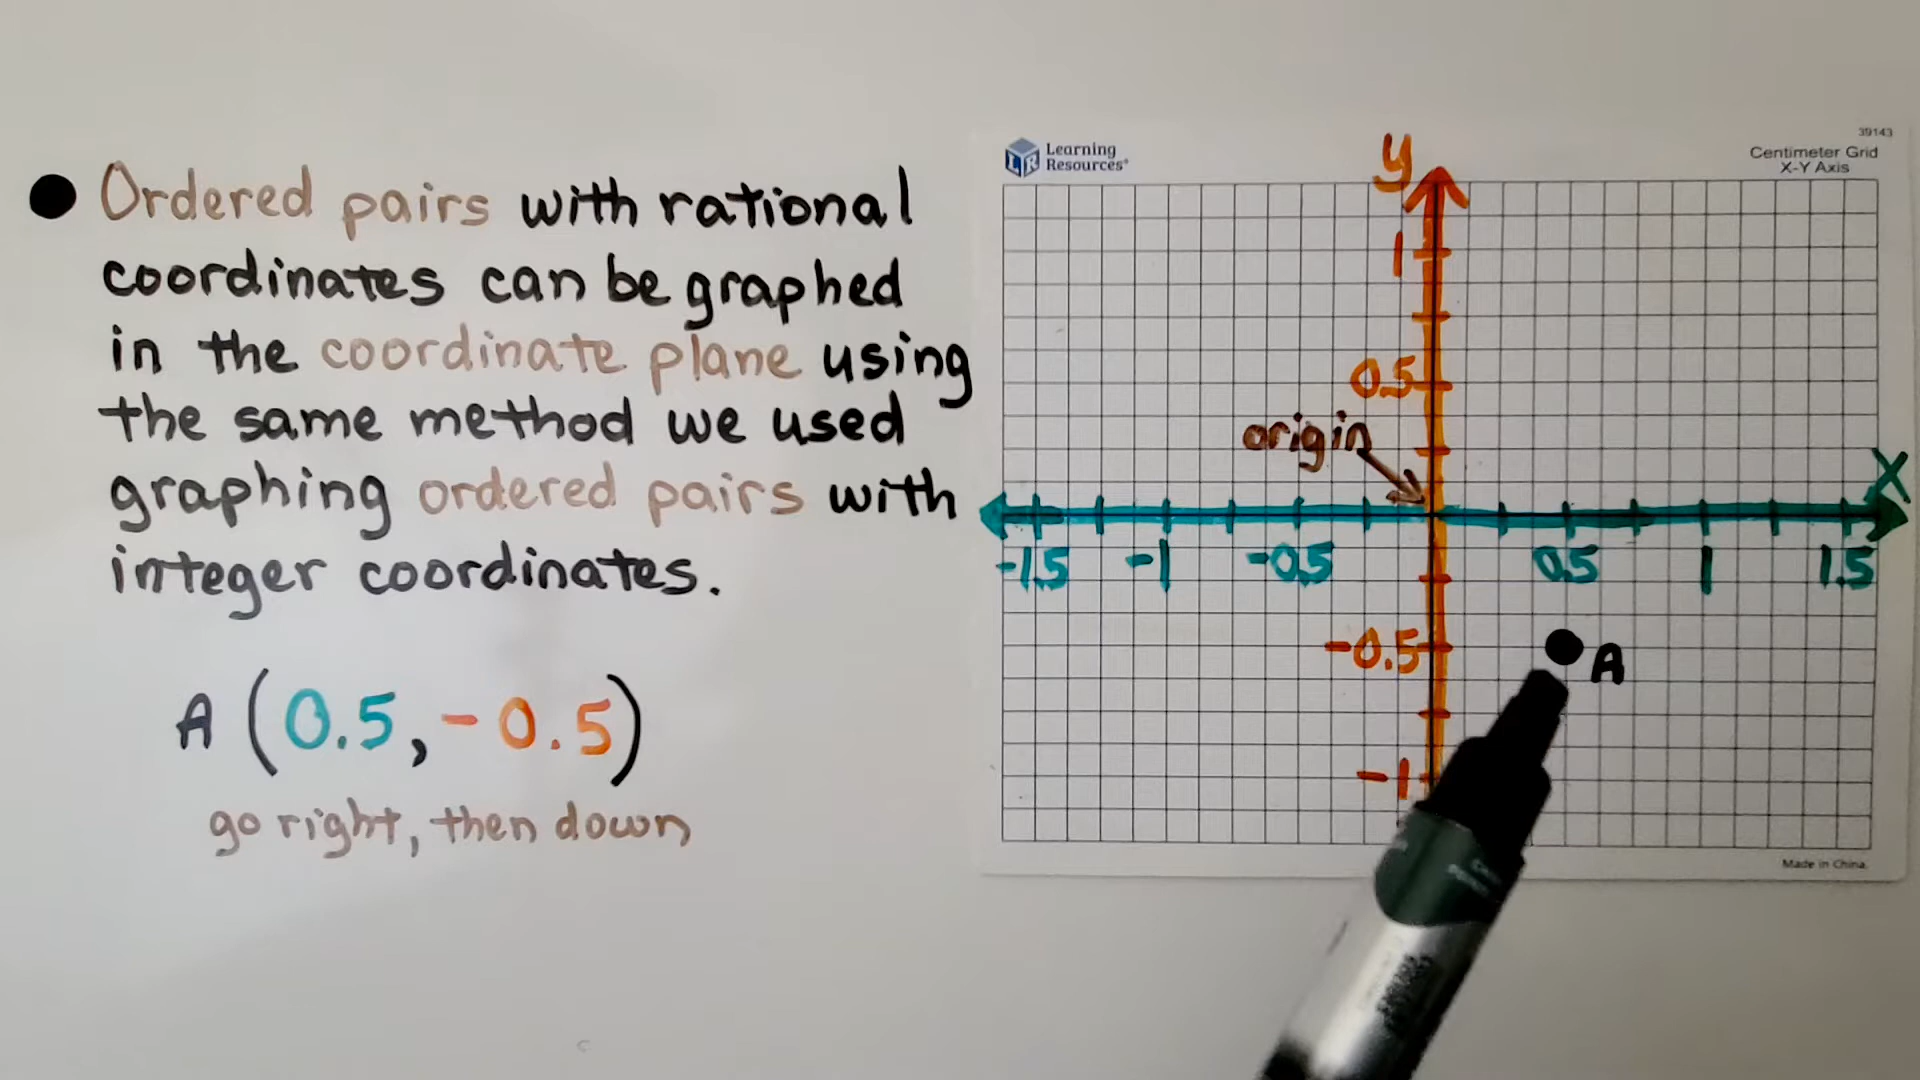 Ordered pairs with rational
coordinates can be graphed
in the coordinate plane using
the same method we used
graphing ordered pairs with
integer coordinates.
A (0.5, -0.5)
go right, then down
Learning
Resources®
39143
Centimeter Grid
X-Y Axis
y
1
0.5
origin
X
-1.5 -1 -0.5 0.5 1 1.5
-0.5
A
-1
Made in China.